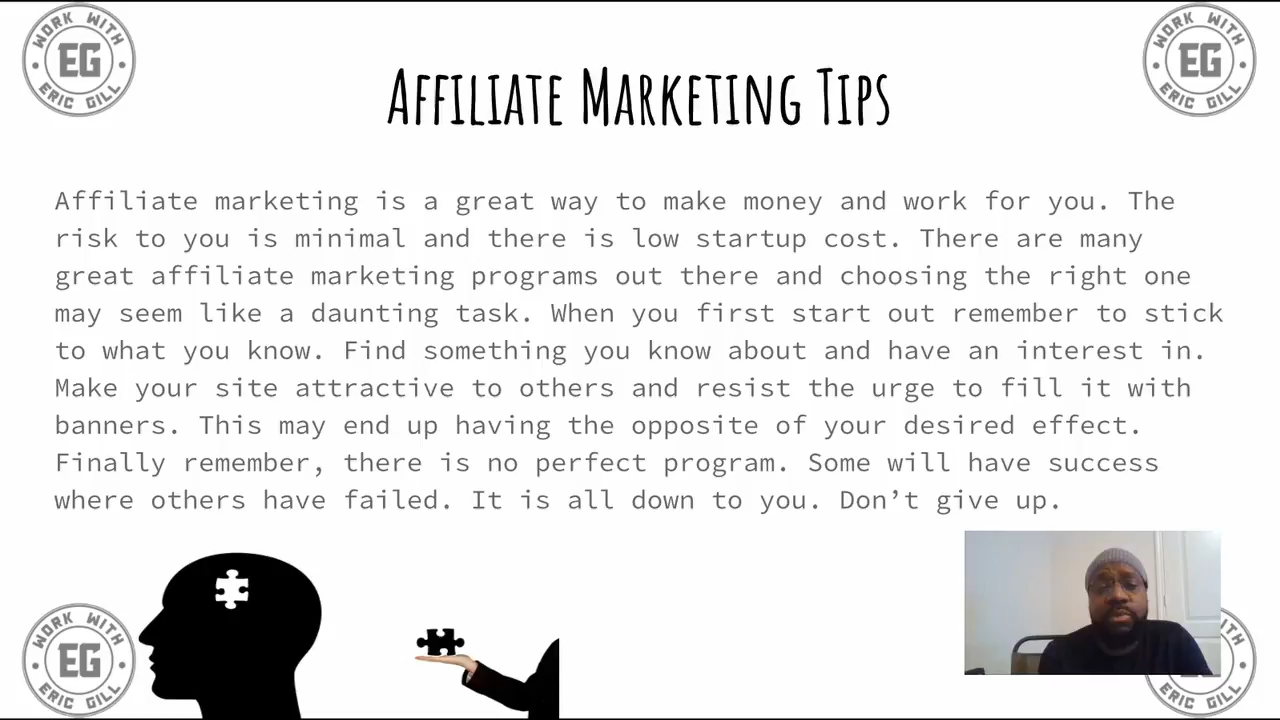 WORK WITH
EG
ERIC GILL
WORK WITH
EG
ERIC GILL
Affiliate Marketing Tips
Affiliate marketing is a great way to make money and work for you. The
risk to you is minimal and there is low startup cost. There are many
great affiliate marketing programs out there and choosing the right one
may seem like a daunting task. When you first start out remember to stick
to what you know. Find something you know about and have an interest in.
Make your site attractive to others and resist the urge to fill it with
banners. This may end up having the opposite of your desired effect.
Finally remember, there is no perfect program. Some will have success
where others have failed. It is all down to you. Don’t give up.
WORK WITH
EG
ERIC GILL
WITH
ERIC GILL